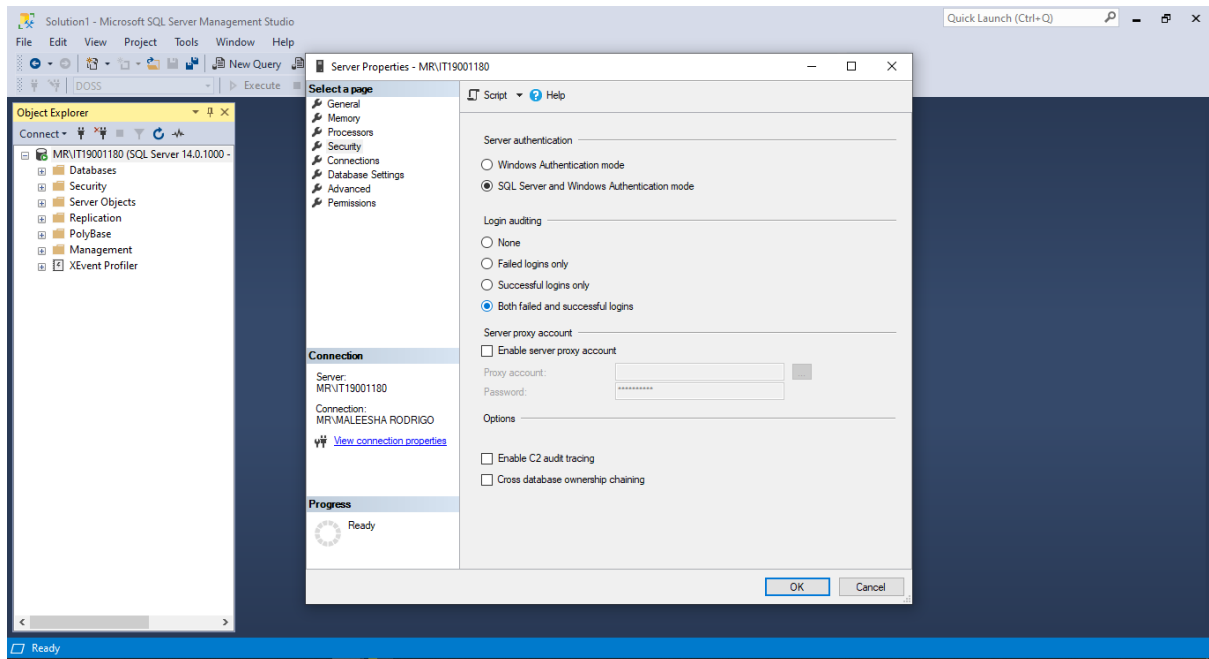 Solution1 - Microsoft SQL Server Management Studio
Quick Launch (Ctrl+Q)
File Edit View Project Tools Window Help
New Query
DOSS
Execute
Object Explorer
Connect
MR\IT19001180 (SQL Server 14.0.1000 -
Databases
Security
Server Objects
Replication
PolyBase
Management
XEvent Profiler
Server Properties - MR\IT19001180
Select a page
General
Memory
Processors
Security
Connections
Database Settings
Advanced
Permissions
Connection
Server:
MR\IT19001180
Connection:
MR\MALEESHA RODRIGO
View connection properties
Progress
Ready
Script Help
Server authentication
Windows Authentication mode
SQL Server and Windows Authentication mode
Login auditing
None
Failed logins only
Successful logins only
Both failed and successful logins
Server proxy account
Enable server proxy account
Proxy account:
...
Password: **********
Options
Enable C2 audit tracing
Cross database ownership chaining
OK Cancel
Ready